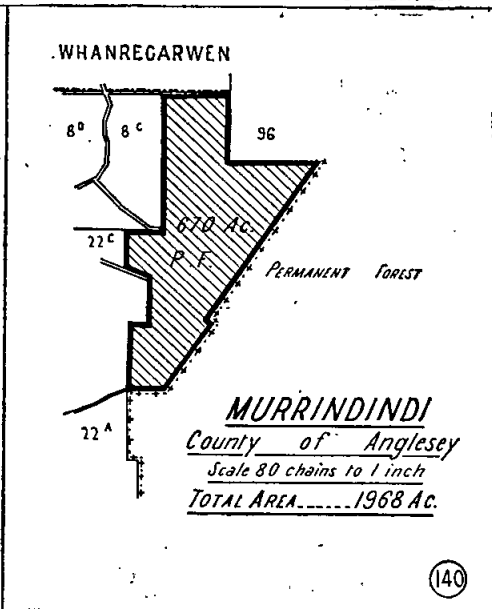 WHANREGARWEN
8D 8C 96
670 Ac.
22C
P. F.
PERMANENT FOREST
22A
MURRINDINDI
County of Anglesey
Scale 80 chains to 1 inch
TOTAL AREA......1968 Ac.
140